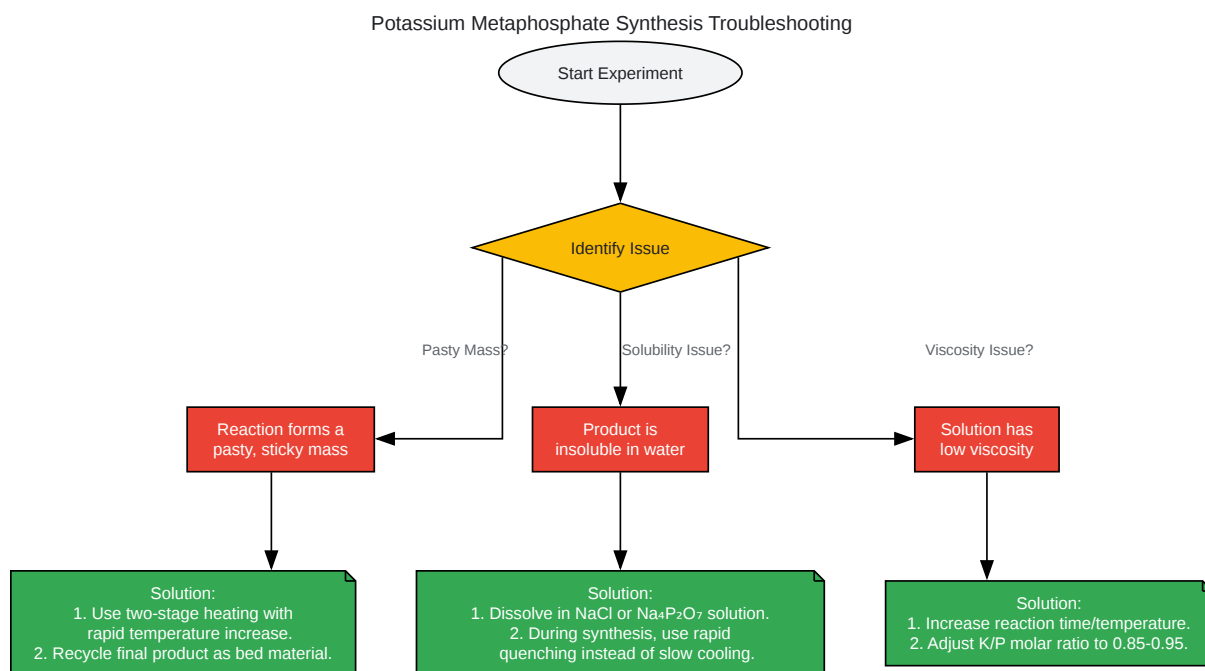 Potassium Metaphosphate Synthesis Troubleshooting
Start Experiment
Identify Issue
Pasty Mass?
Solubility Issue?
Viscosity Issue?
Reaction forms a
pasty, sticky mass
Product is
insoluble in water
Solution has
low viscosity
Solution:
1. Use two-stage heating with
rapid temperature increase.
2. Recycle final product as bed material.
Solution:
1. Dissolve in NaCl or Na₄P₂O₇ solution.
2. During synthesis, use rapid
quenching instead of slow cooling.
Solution:
1. Increase reaction time/temperature.
2. Adjust K/P molar ratio to 0.85-0.95.